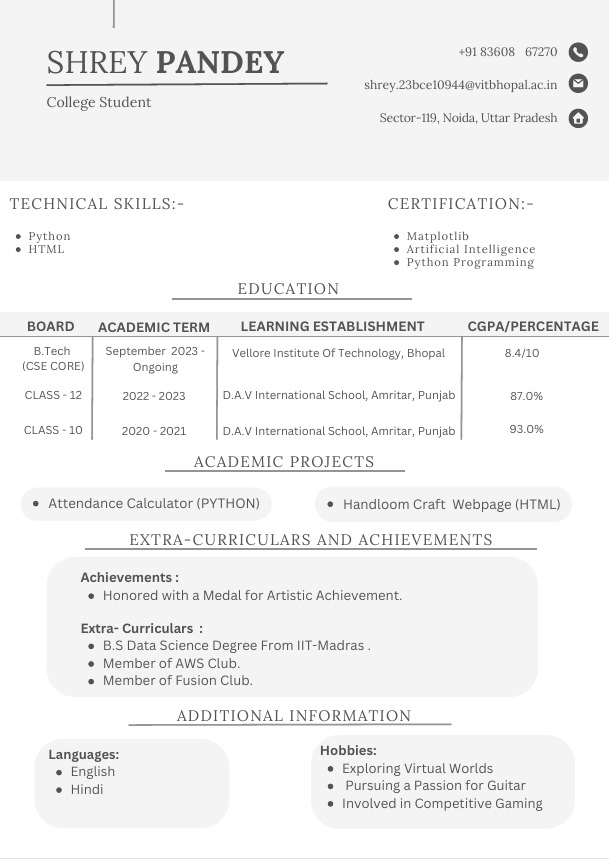 SHREY PANDEY
College Student
+91 83608 67270
shrey.23bce10944@vitbhopal.ac.in
Sector-119, Noida, Uttar Pradesh
TECHNICAL SKILLS:-
• Python
• HTML
CERTIFICATION:-
• Matplotlib
• Artificial Intelligence
• Python Programming
EDUCATION
BOARD ACADEMIC TERM LEARNING ESTABLISHMENT CGPA/PERCENTAGE
B.Tech
(CSE CORE)
September 2023 -
Ongoing
Vellore Institute Of Technology, Bhopal
8.4/10
CLASS - 12 2022 - 2023 D.A.V International School, Amritar, Punjab 87.0%
CLASS - 10 2020 - 2021 D.A.V International School, Amritar, Punjab 93.0%
ACADEMIC PROJECTS
• Attendance Calculator (PYTHON)
• Handloom Craft Webpage (HTML)
EXTRA-CURRICULARS AND ACHIEVEMENTS
Achievements :
• Honored with a Medal for Artistic Achievement.
Extra- Curriculars :
• B.S Data Science Degree From IIT-Madras .
• Member of AWS Club.
• Member of Fusion Club.
ADDITIONAL INFORMATION
Languages:
• English
• Hindi
Hobbies:
• Exploring Virtual Worlds
• Pursuing a Passion for Guitar
• Involved in Competitive Gaming